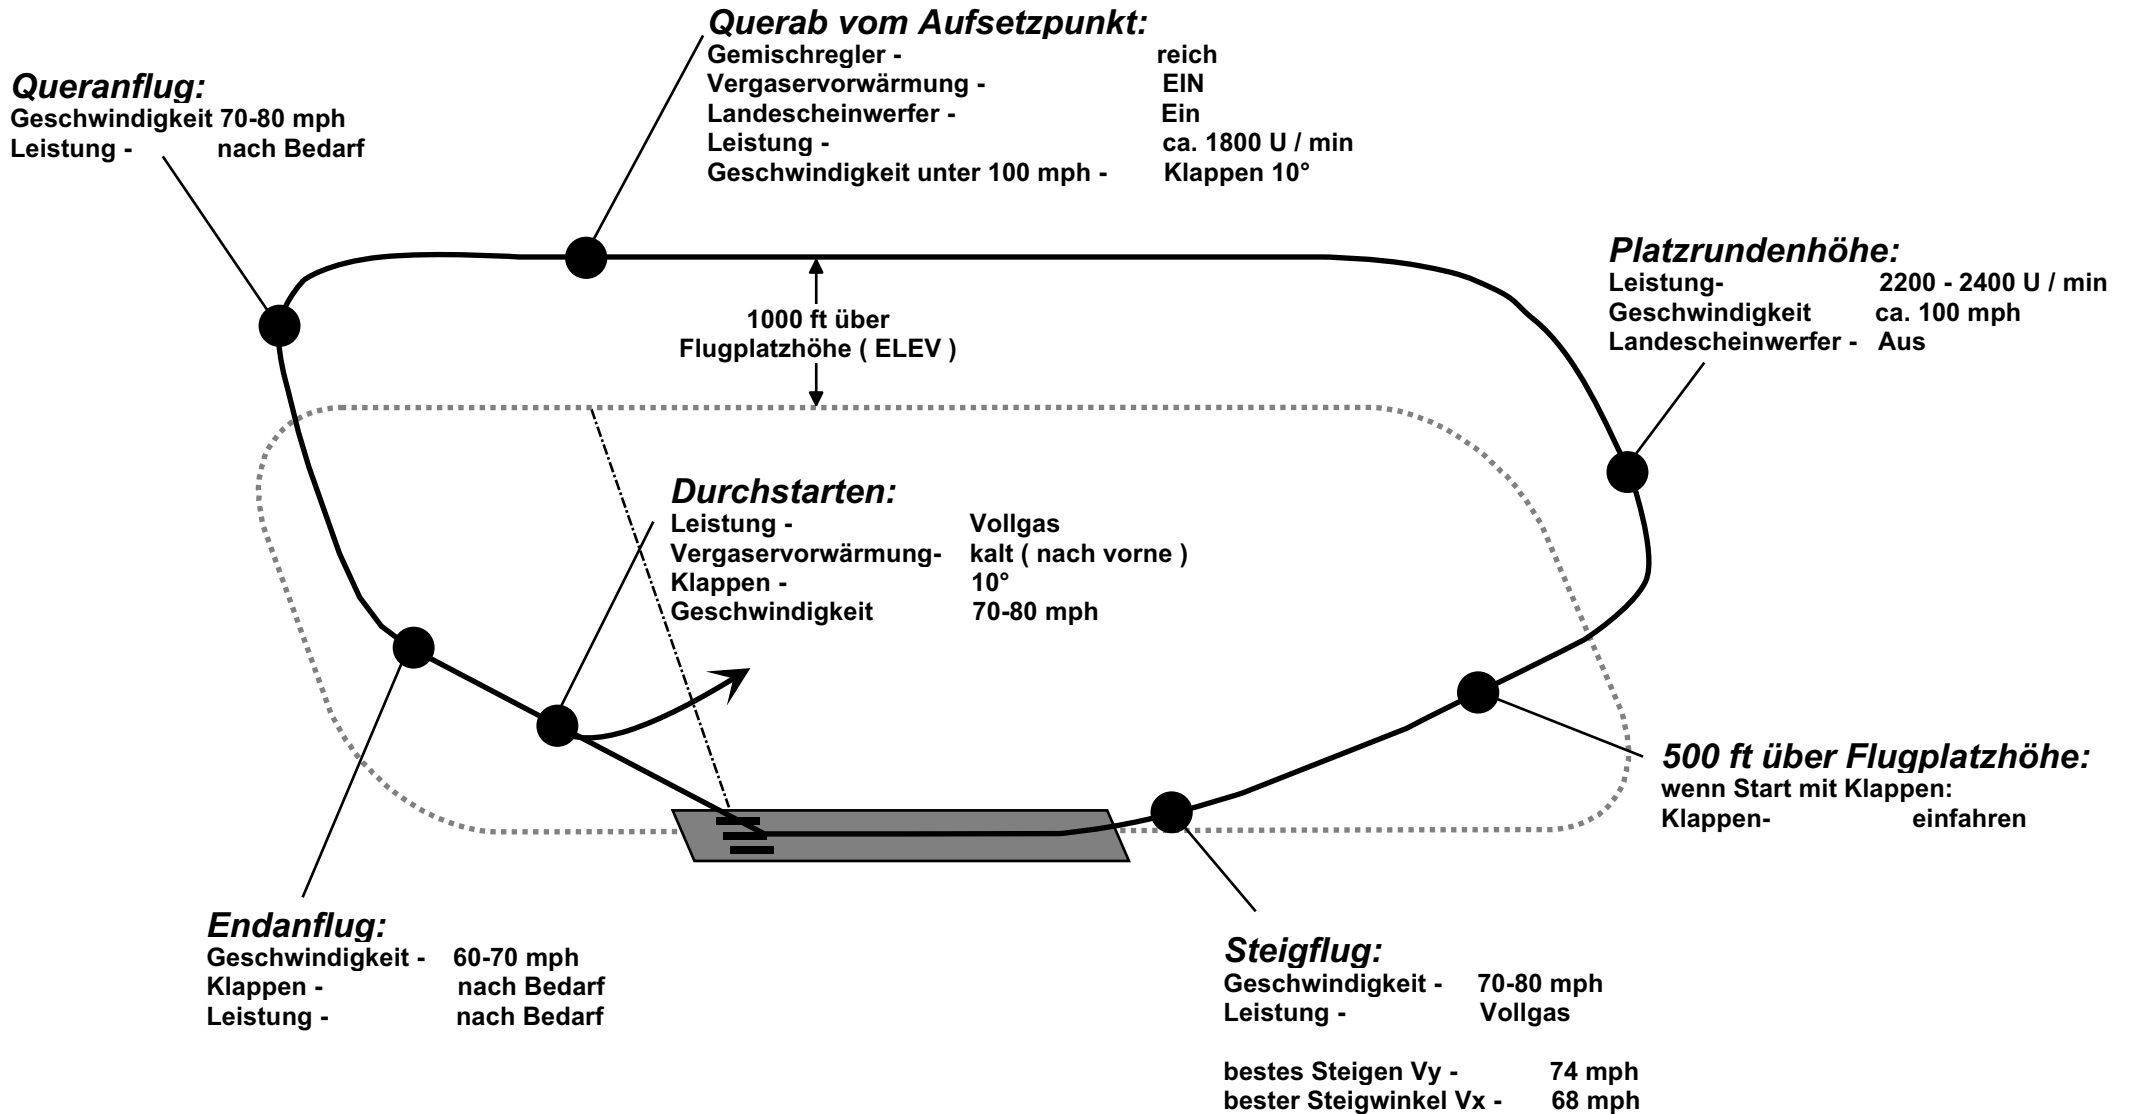 Querab vom Aufsetzpunkt:
Gemischregler - reich
Vergaservorwärmung - EIN
Landescheinwerfer - Ein
Leistung - ca. 1800 U / min
Geschwindigkeit unter 100 mph - Klappen 10°
Queranflug:
Geschwindigkeit 70-80 mph
Leistung - nach Bedarf
Platzrundenhöhe:
Leistung- 2200 - 2400 U / min
Geschwindigkeit ca. 100 mph
Landescheinwerfer - Aus
1000 ft über
Flugplatzhöhe ( ELEV )
Durchstarten:
Leistung - Vollgas
Vergaservorwärmung- kalt ( nach vorne )
Klappen - 10°
Geschwindigkeit 70-80 mph
500 ft über Flugplatzhöhe:
wenn Start mit Klappen:
Klappen- einfahren
Endanflug:
Geschwindigkeit - 60-70 mph
Klappen - nach Bedarf
Leistung - nach Bedarf
Steigflug:
Geschwindigkeit - 70-80 mph
Leistung - Vollgas
bestes Steigen Vy - 74 mph
bester Steigwinkel Vx - 68 mph